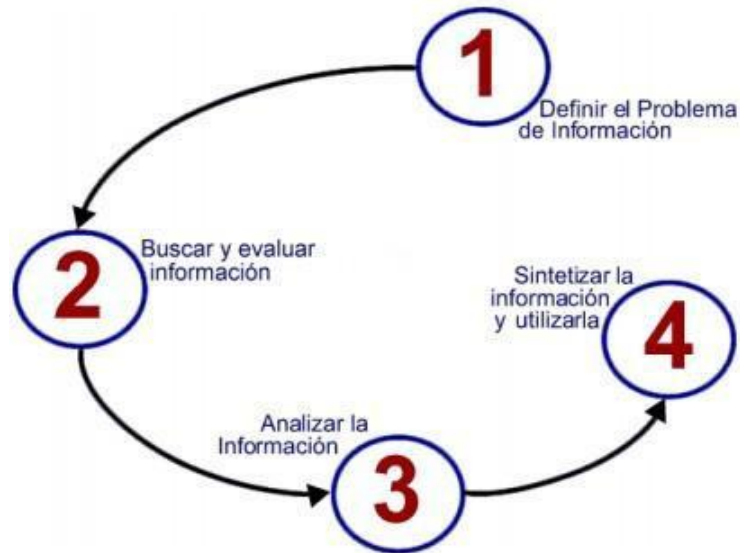 1
Definir el Problema
de Información
2
Buscar y evaluar
información
3
Analizar la
Información
4
Sintetizar la
información
y utilizarla